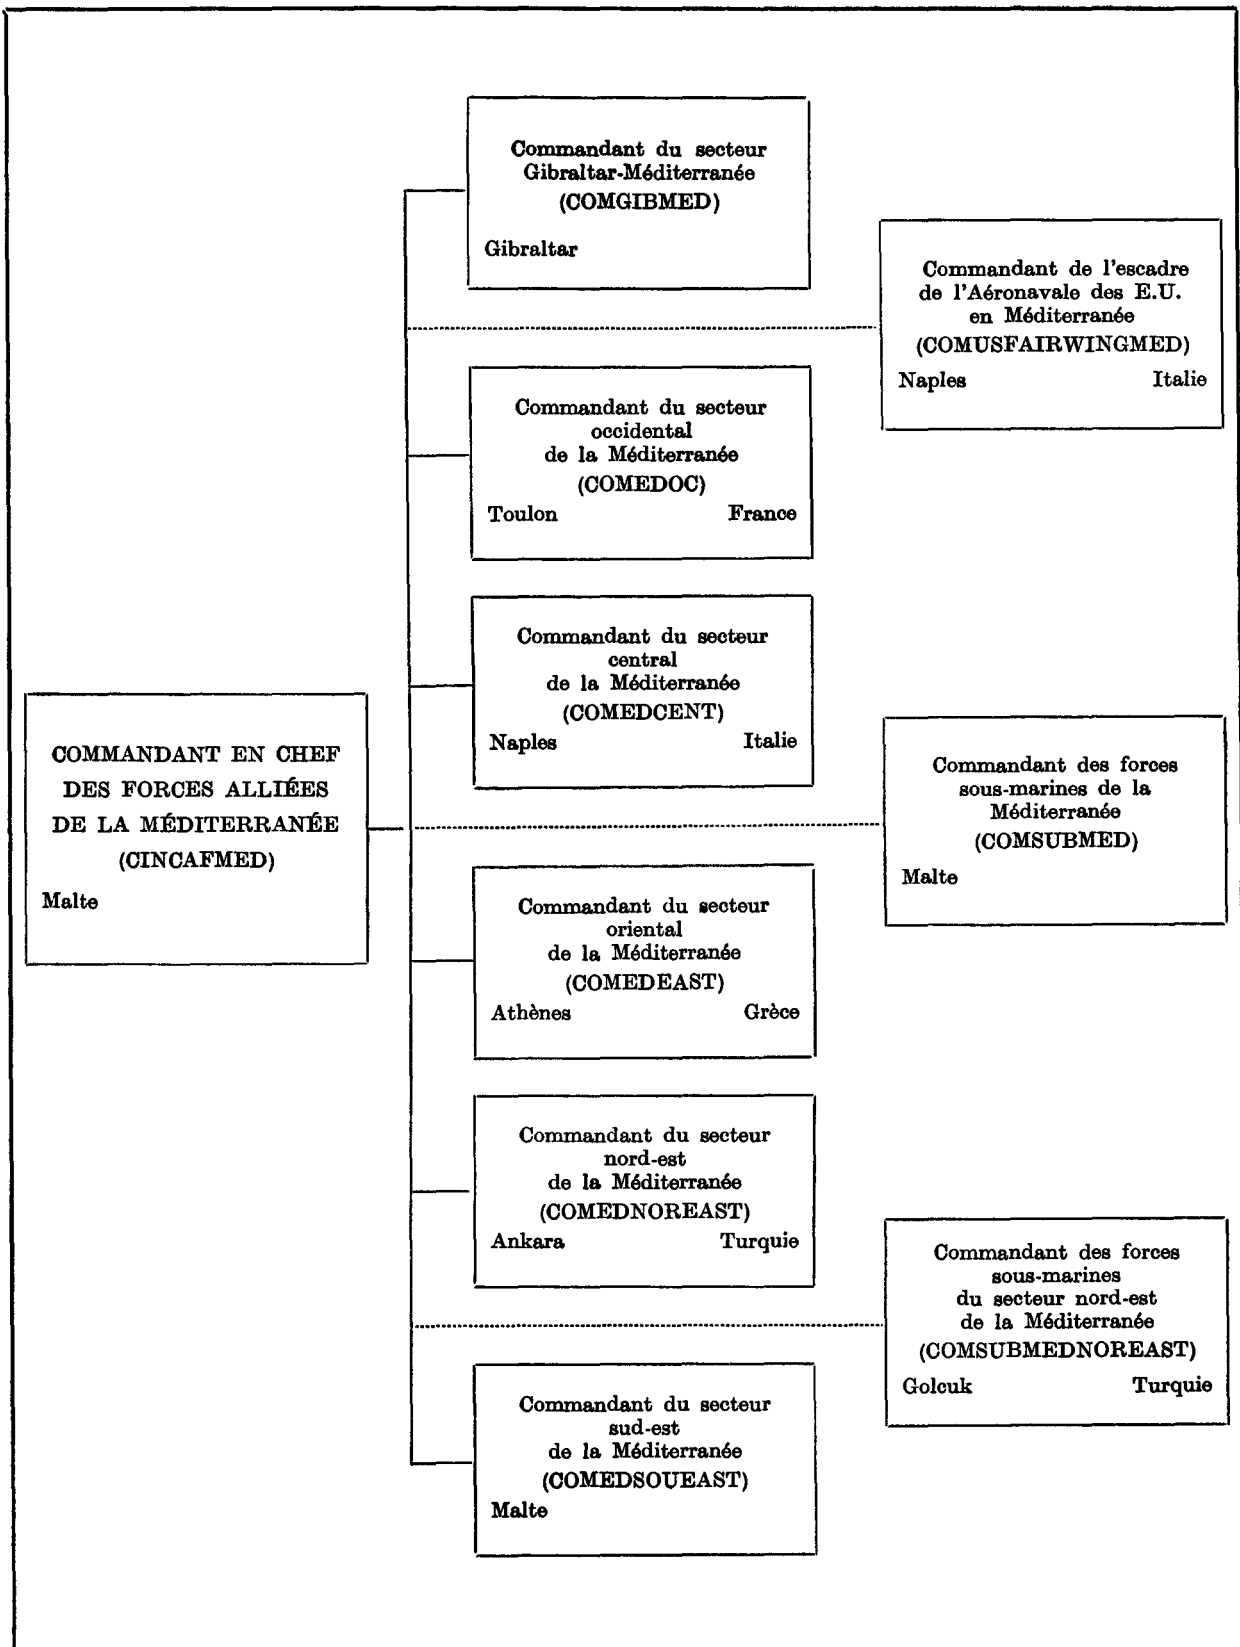 Commandant du secteur
Gibraltar-Méditerranée
(COMGIBMED)
Gibraltar
Commandant de l'escadre
de l'Aéronavale des E.U.
en Méditerranée
(COMUSFAIRWINGMED)
Naples Italie
Commandant du secteur
occidental
de la Méditerranée
(COMEDOC)
Toulon France
Commandant du secteur
central
de la Méditerranée
(COMEDCENT)
Naples Italie
COMMANDANT EN CHEF
DES FORCES ALLIÉES
DE LA MÉDITERRANÉE
(CINCAFMED)
Malte
Commandant des forces
sous-marines de la
Méditerranée
(COMSUBMED)
Malte
Commandant du secteur
oriental
de la Méditerranée
(COMEDEAST)
Athènes Grèce
Commandant du secteur
nord-est
de la Méditerranée
(COMEDNOREAST)
Ankara Turquie
Commandant des forces
sous-marines
du secteur nord-est
de la Méditerranée
(COMSUBMEDNOREAST)
Golcuk Turquie
Commandant du secteur
sud-est
de la Méditerranée
(COMEDSOUEAST)
Malte